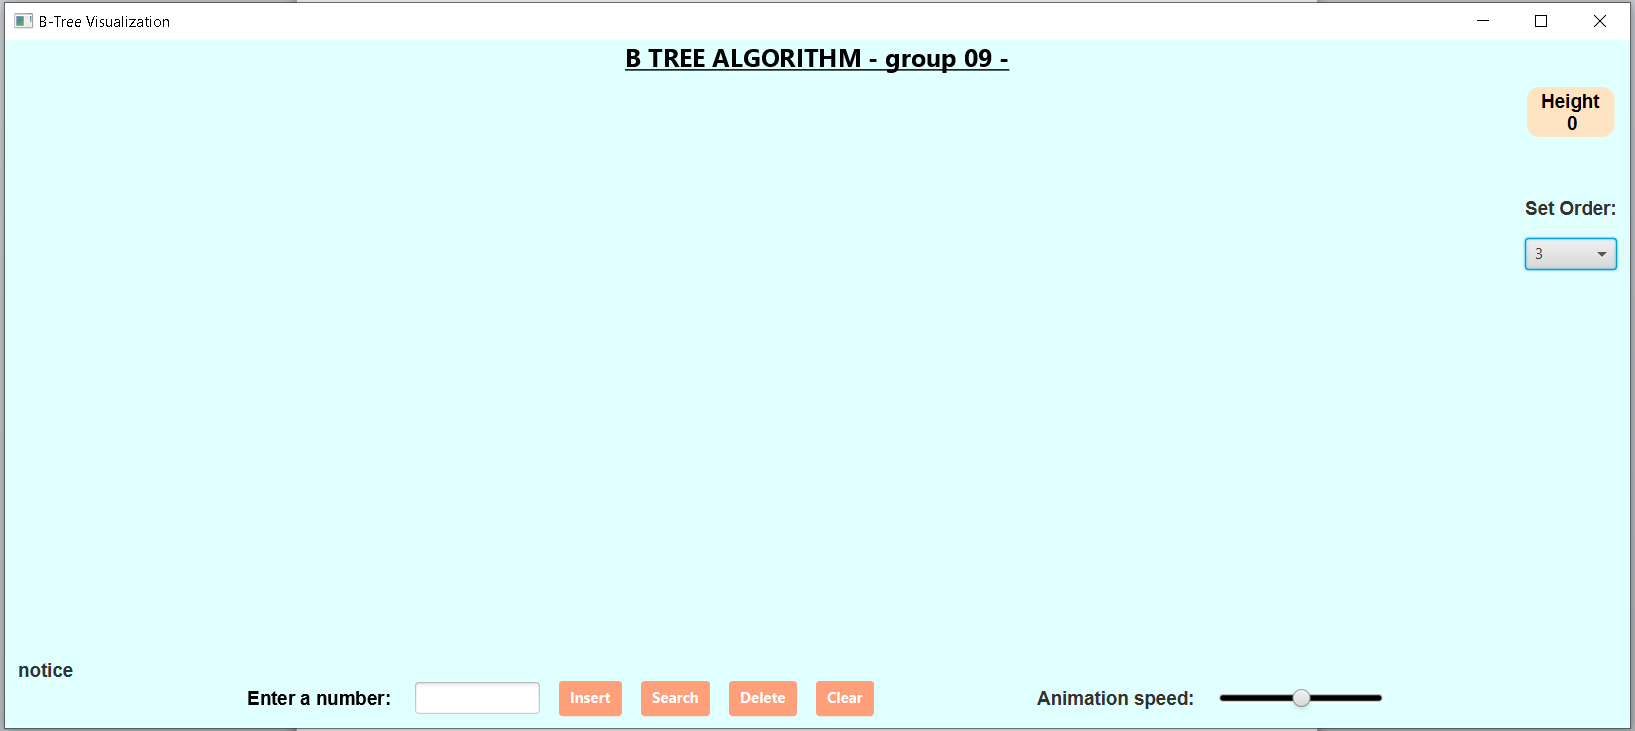 B-Tree Visualization
B TREE ALGORITHM - group 09 -
Height
0
Set Order:
3
notice
Enter a number:
Insert
Search
Delete
Clear
Animation speed: